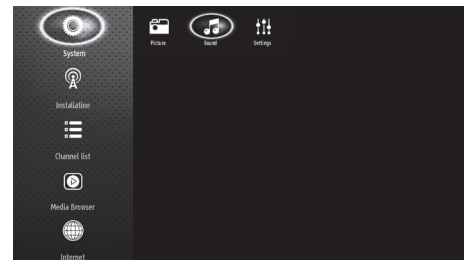 System
Picture
Sound
Settings
Installation
Channel list
Media Browser
Internet